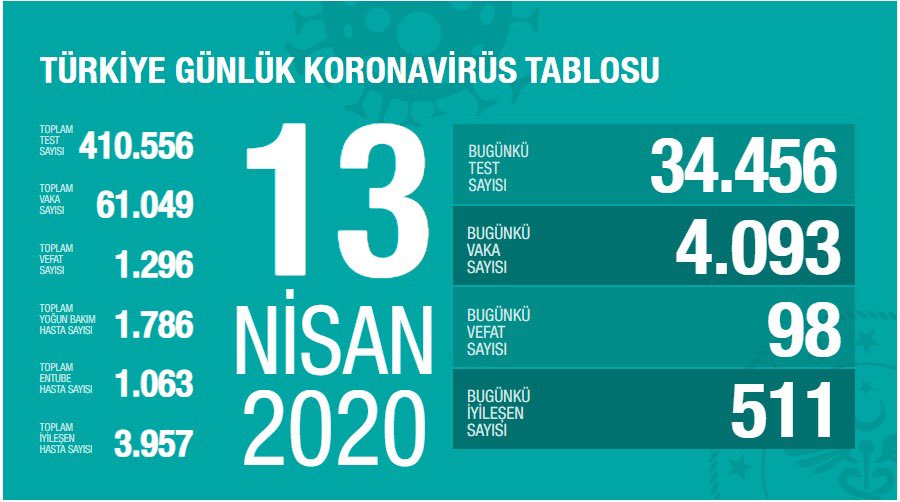 TÜRKİYE GÜNLÜK KORONAVİRÜS TABLOSU
TOPLAM
TEST
SAYISI
410.556
TOPLAM
VAKA
SAYISI
61.049
TOPLAM
VEFAT
SAYISI
1.296
TOPLAM
YOĞUN BAKIM
HASTA SAYISI
1.786
TOPLAM
ENTUBE
HASTA SAYISI
1.063
TOPLAM
İYİLEŞEN
HASTA SAYISI
3.957
13
NİSAN
2020
BUGÜNKÜ
TEST
SAYISI
34.456
BUGÜNKÜ
VAKA
SAYISI
4.093
BUGÜNKÜ
VEFAT
SAYISI
98
BUGÜNKÜ
İYİLEŞEN
SAYISI
511